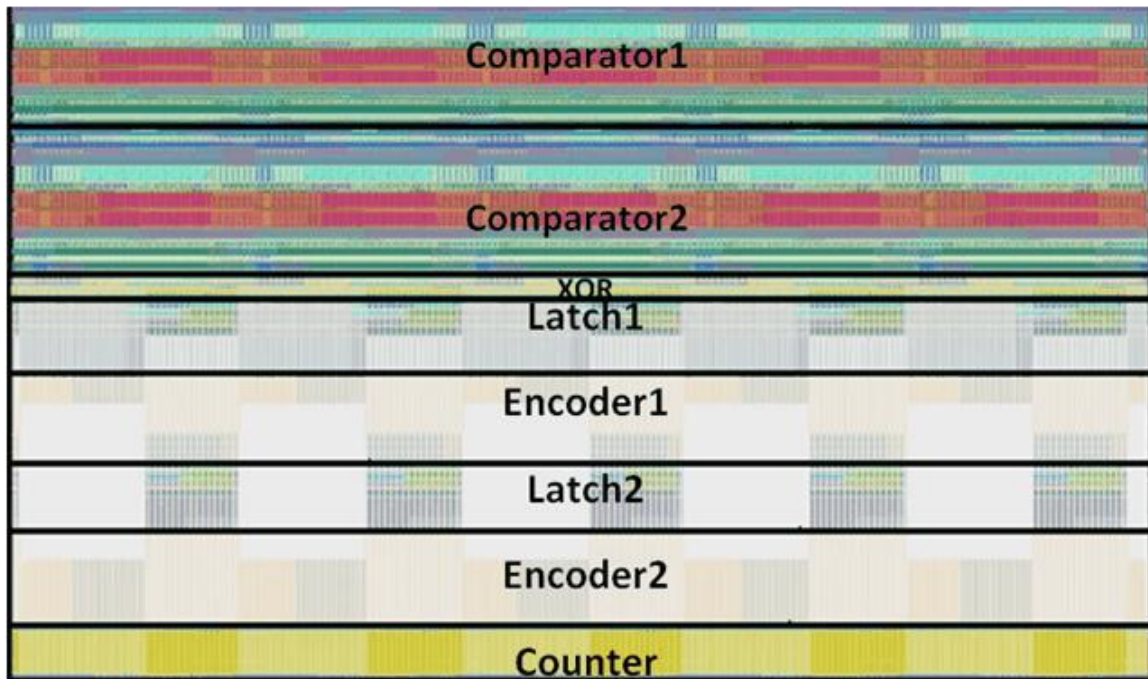 Comparator1
Comparator2
XOR
Latch1
Encoder1
Latch2
Encoder2
Counter